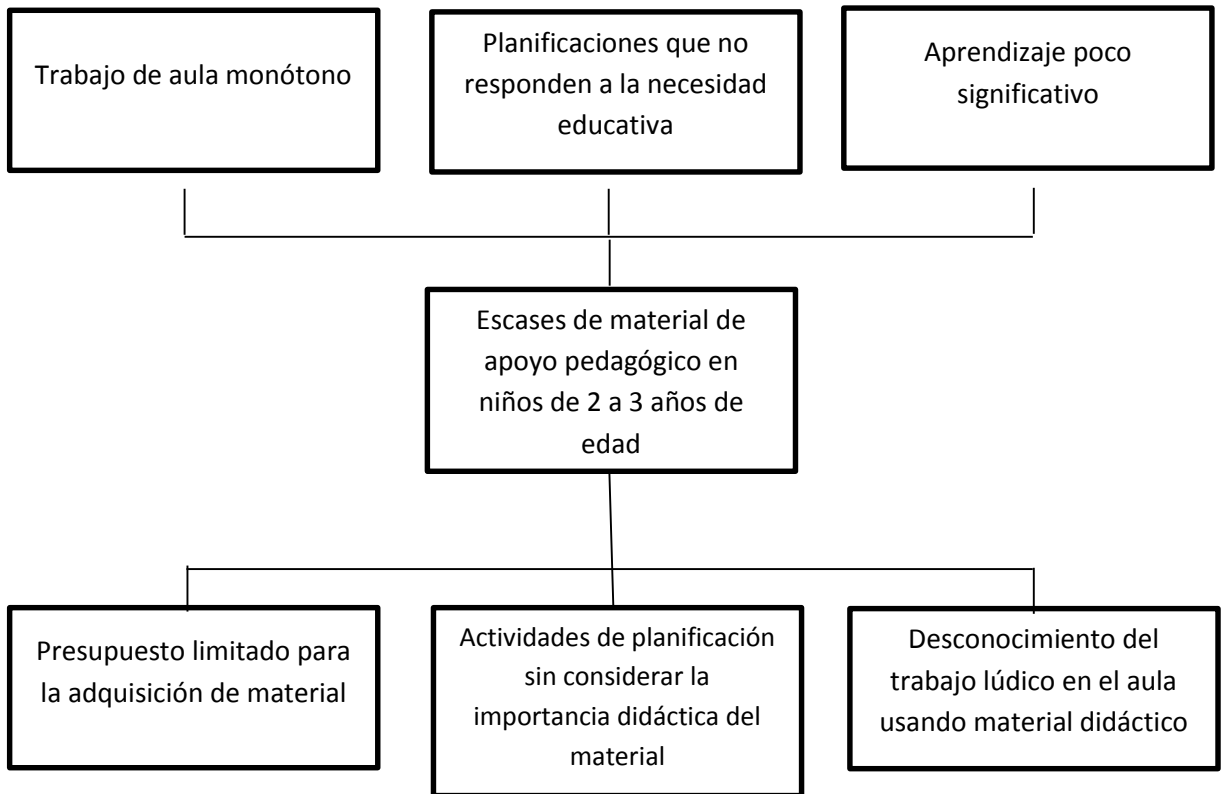 Trabajo de aula monótono
Planificaciones que no
responden a la necesidad
educativa
Aprendizaje poco
significativo
Escases de material de
apoyo pedagógico en
niños de 2 a 3 años de
edad
Presupuesto limitado para
la adquisición de material
Actividades de planificación
sin considerar la
importancia didáctica del
material
Desconocimiento del
trabajo lúdico en el aula
usando material didáctico